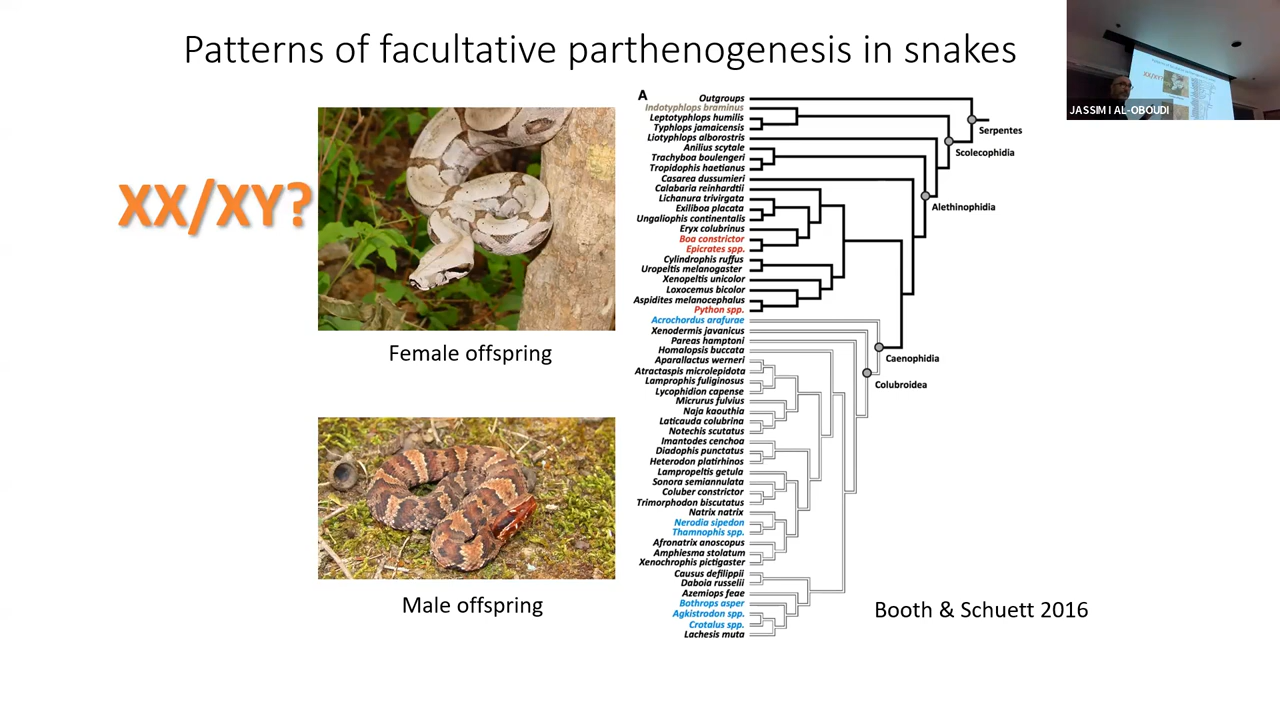 Patterns of facultative parthenogenesis in snakes
JASSIM I AL-OBOUDI
XX/XY?
Female offspring
Male offspring
A
Outgroups
Indotyphlops braminus
Leptotyphlops humilis
Typhlops jamaicensis
Liotyphlops alborostris
Anilius scytale
Trachyboa boulengeri
Tropidophis haetianus
Casarea dussumieri
Calabaria reinhardtii
Lichanura trivirgata
Exiliboa placata
Ungaliophis continentalis
Eryx colubrinus
Boa constrictor
Epicrates spp.
Cylindrophis ruffus
Uropeltis melanogaster
Xenopeltis unicolor
Loxocemus bicolor
Aspidites melanocephalus
Python spp.
Acrochordus arafurae
Xenodermis javanicus
Pareas hamptoni
Homalopsis buccata
Aparallactus werneri
Atractaspis microlepidota
Lamprophis fuliginosus
Lycophidion capense
Micrurus fulvius
Naja kaouthia
Laticauda colubrina
Notechis scutatus
Imantodes cenchoa
Diadophis punctatus
Heterodon platirhinos
Lampropeltis getula
Sonora semiannulata
Coluber constrictor
Trimorphodon biscutatus
Natrix natrix
Nerodia sipedon
Thamnophis spp.
Afronatrix anoscopus
Amphiesma stolatum
Xenochrophis pictigaster
Causus defilippii
Daboia russelii
Azemiops feae
Bothrops asper
Agkistrodon spp.
Crotalus spp.
Lachesis muta
Serpentes
Scolecophidia
Alethinophidia
Caenophidia
Colubroidea
Booth & Schuett 2016